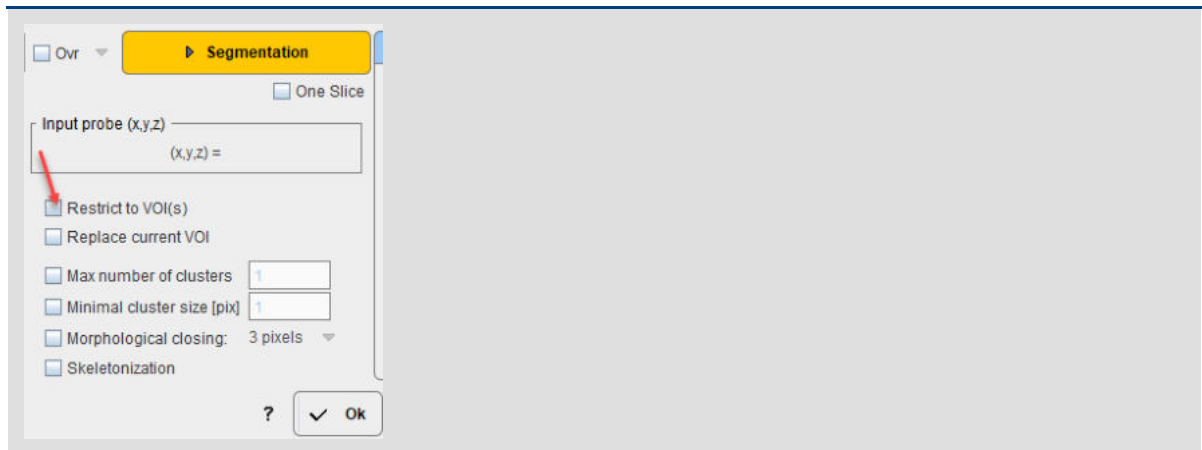 Ovr Segmentation
One Slice
Input probe (x,y,z)
(x,y,z) =
Restrict to VOI(s)
Replace current VOI
Max number of clusters 1
Minimal cluster size [pix] 1
Morphological closing: 3 pixels
Skeletonization
? Ok